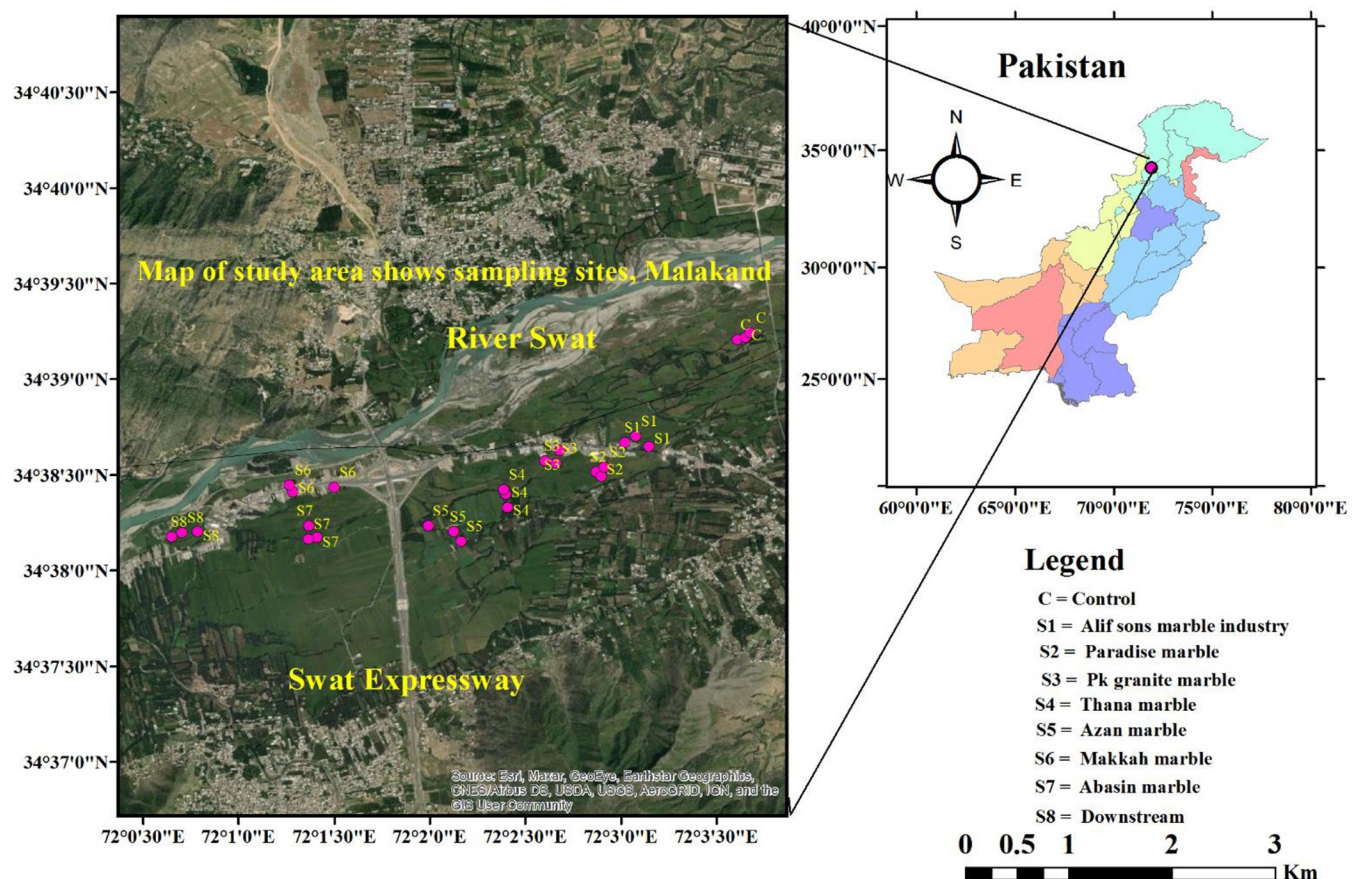 34°40'30"N
34°40'0"N
34°39'30"N
34°39'0"N
34°38'30"N
34°38'0"N
34°37'30"N
34°37'0"N
72°0'30"E
72°1'0"E
72°1'30"E
72°2'0"E
72°2'30"E
72°3'0"E
72°3'30"E
Map of study area shows sampling sites, Malakand
River Swat
C
C
C
S1
S1
S1
S2
S2
S2
S3
S3
S3
S4
S4
S4
S5
S5
S5
S6
S6
S6
S7
S7
S7
S8
S8
S8
Swat Expressway
Source: Esri, Maxar, GeoEye, Earthstar Geographics,
CNES/Airbus DS, USDA, USGS, AeroGRID, IGN, and the
GIS User Community
Pakistan
N
W
E
S
40°0'0"N
35°0'0"N
30°0'0"N
25°0'0"N
60°0'0"E
65°0'0"E
70°0'0"E
75°0'0"E
80°0'0"E
Legend
C = Control
S1 = Alif sons marble industry
S2 = Paradise marble
S3 = Pk granite marble
S4 = Thana marble
S5 = Azan marble
S6 = Makkah marble
S7 = Abasin marble
S8 = Downstream
0 0.5 1 2 3
Km